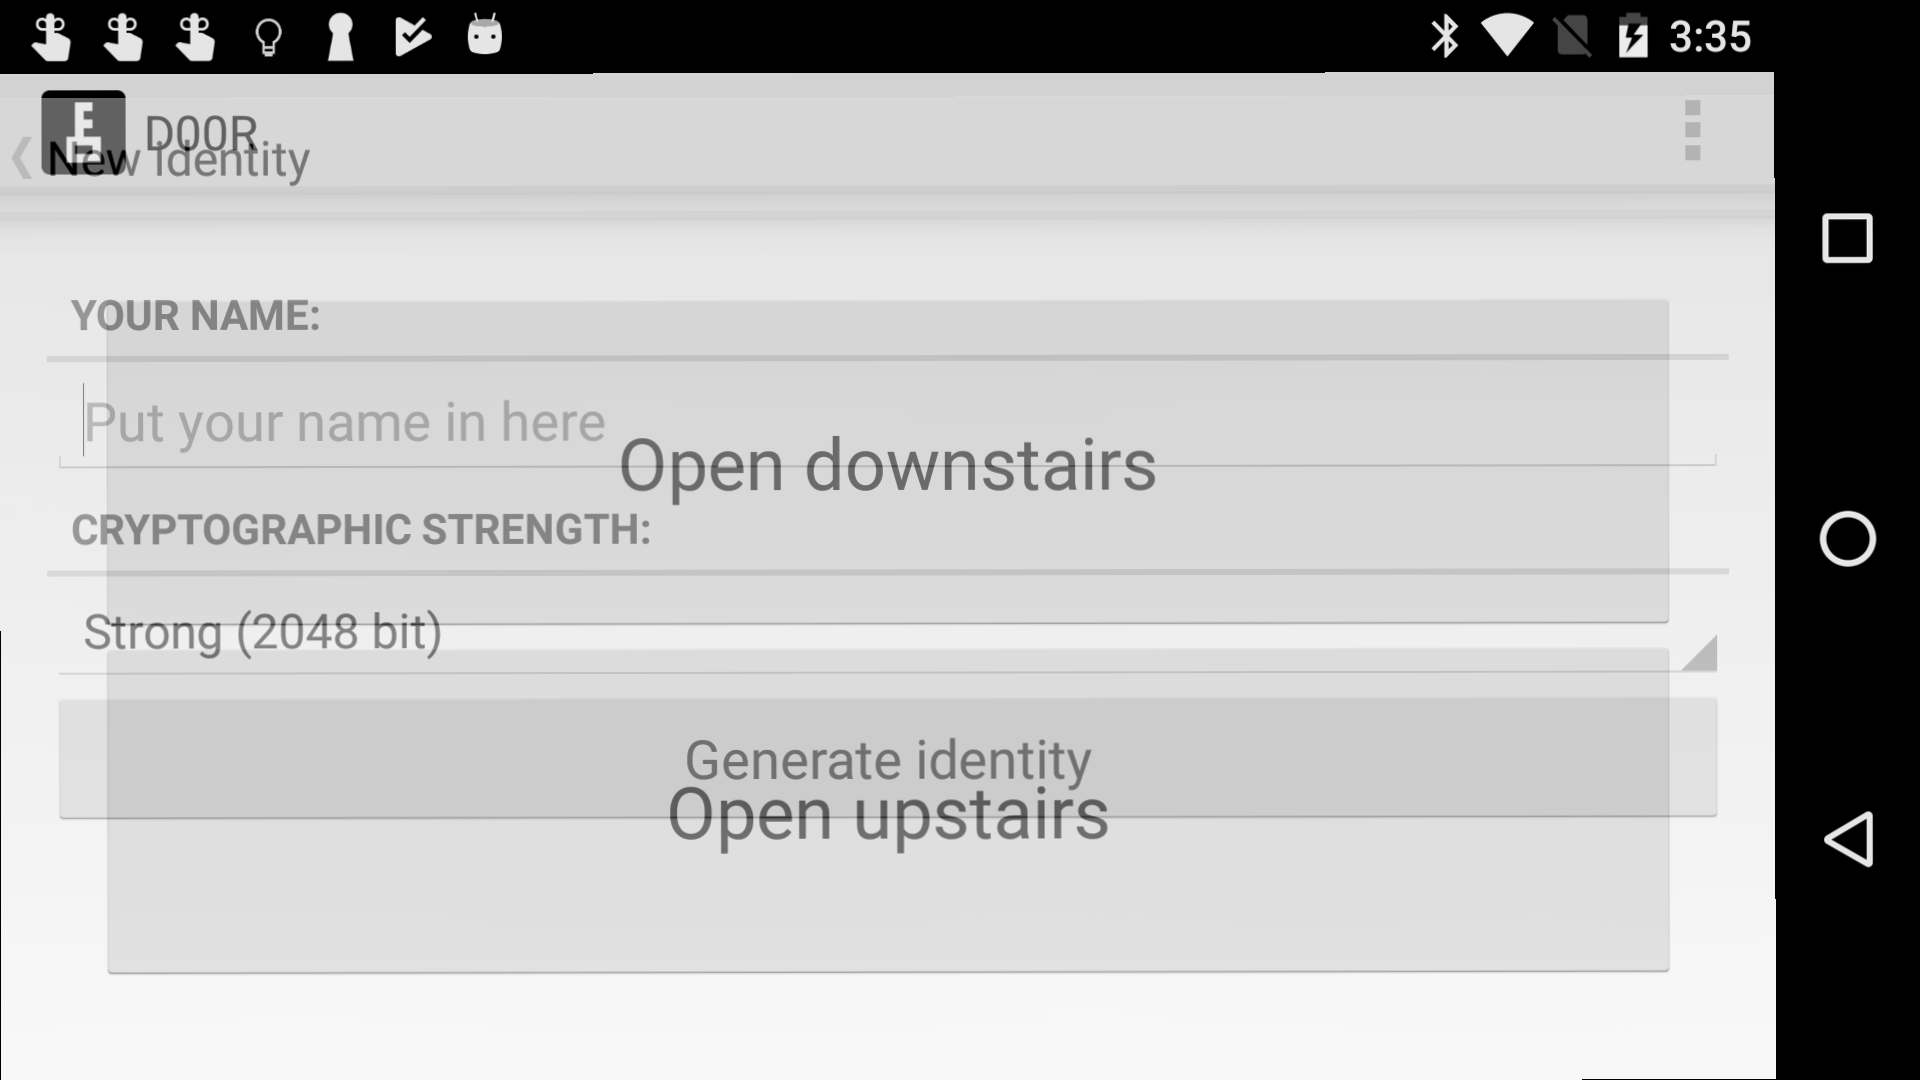 3:35
D00R
New identity
YOUR NAME:
Put your name in here
Open downstairs
CRYPTOGRAPHIC STRENGTH:
Strong (2048 bit)
Generate identity
Open upstairs